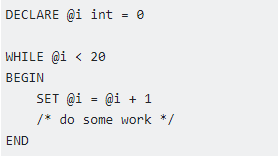 DECLARE @i int = 0
WHILE @i < 20
BEGIN
    SET @i = @i + 1
    /* do some work */
END